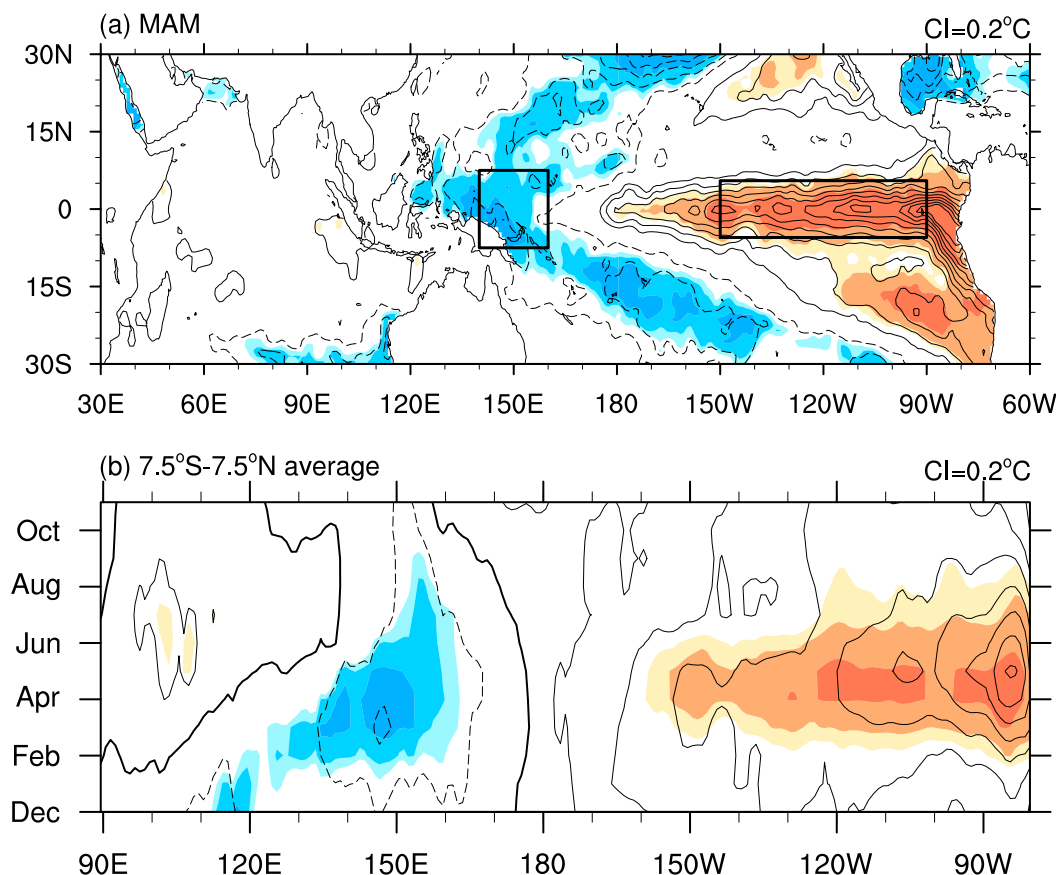 (a) MAM CI=0.2°C
30N
15N
0
15S
30S
30E 60E 90E 120E 150E 180 150W 120W 90W 60W
(b) 7.5°S-7.5°N average CI=0.2°C
Oct
Aug
Jun
Apr
Feb
Dec
90E 120E 150E 180 150W 120W 90W